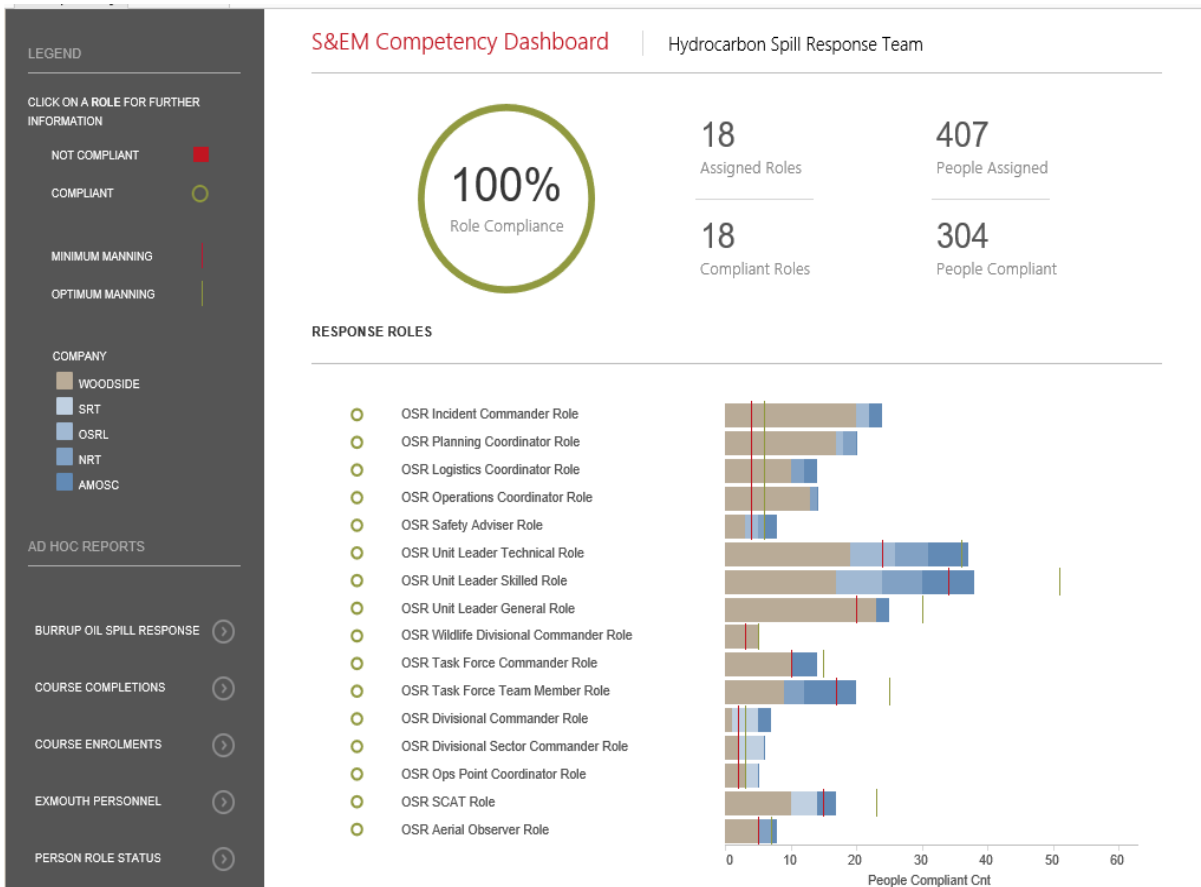 LEGEND
CLICK ON A ROLE FOR FURTHER
INFORMATION
NOT COMPLIANT
COMPLIANT
MINIMUM MANNING
OPTIMUM MANNING
COMPANY
WOODSIDE
SRT
OSRL
NRT
AMOSC
AD HOC REPORTS
BURRUP OIL SPILL RESPONSE
COURSE COMPLETIONS
COURSE ENROLMENTS
EXMOUTH PERSONNEL
PERSON ROLE STATUS
S&EM Competency Dashboard
Hydrocarbon Spill Response Team
100%
Role Compliance
18
Assigned Roles
407
People Assigned
18
Compliant Roles
304
People Compliant
RESPONSE ROLES
OSR Incident Commander Role
OSR Planning Coordinator Role
OSR Logistics Coordinator Role
OSR Operations Coordinator Role
OSR Safety Adviser Role
OSR Unit Leader Technical Role
OSR Unit Leader Skilled Role
OSR Unit Leader General Role
OSR Wildlife Divisional Commander Role
OSR Task Force Commander Role
OSR Task Force Team Member Role
OSR Divisional Commander Role
OSR Divisional Sector Commander Role
OSR Ops Point Coordinator Role
OSR SCAT Role
OSR Aerial Observer Role
0 10 20 30 40 50 60
People Compliant Cnt